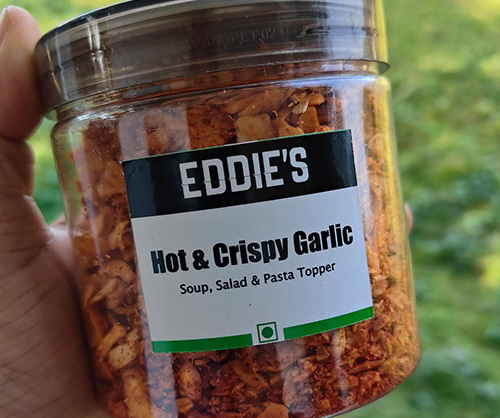 EDDIE'S
Hot & Crispy Garlic
Soup, Salad & Pasta Topper